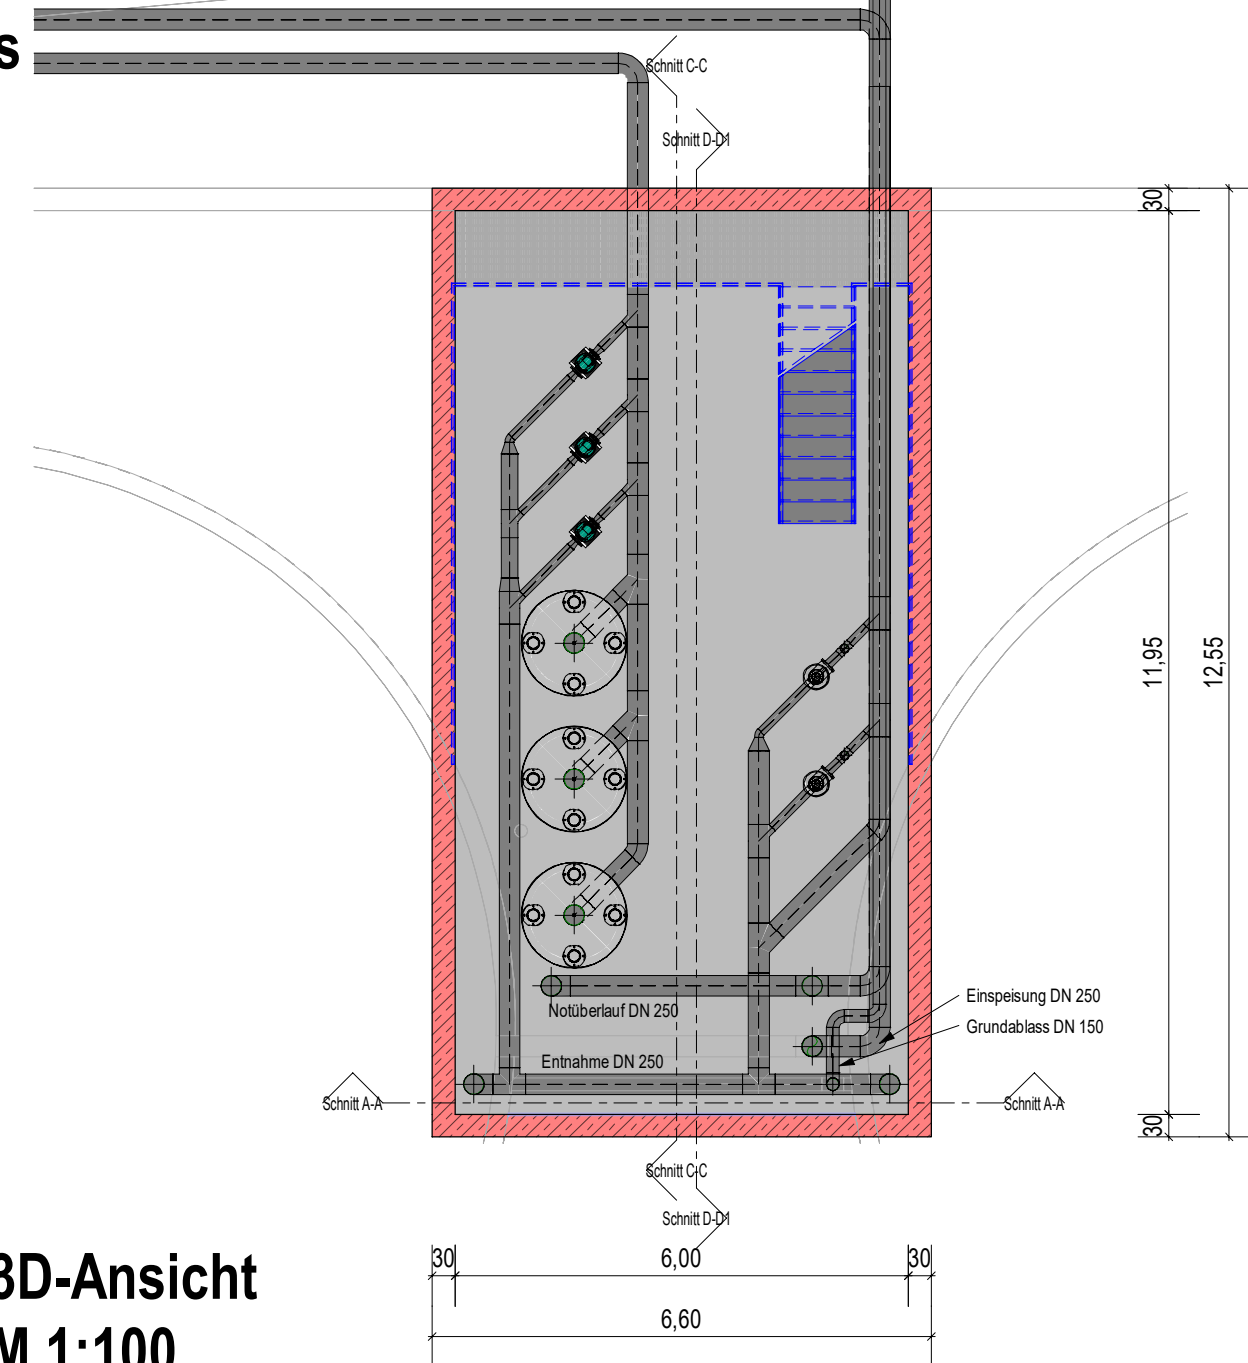 s
Schnitt C-C
Schnitt D-D1
30
11,95
12,55
Notüberlauf DN 250
Einspeisung DN 250
Grundablass DN 150
Entnahme DN 250
Schnitt A-A
Schnitt A-A
30
Schnitt C-C
Schnitt D-D1
30
6,00
30
6,60
3D-Ansicht
M 1:100